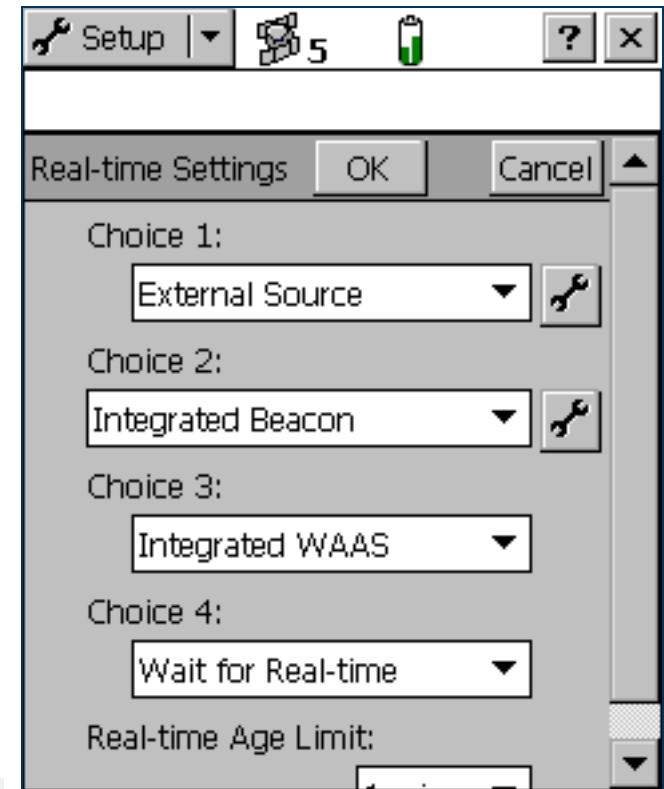 Setup 5 ? ×
Real-time Settings OK Cancel
Choice 1:
External Source
Choice 2:
Integrated Beacon
Choice 3:
Integrated WAAS
Choice 4:
Wait for Real-time
Real-time Age Limit: